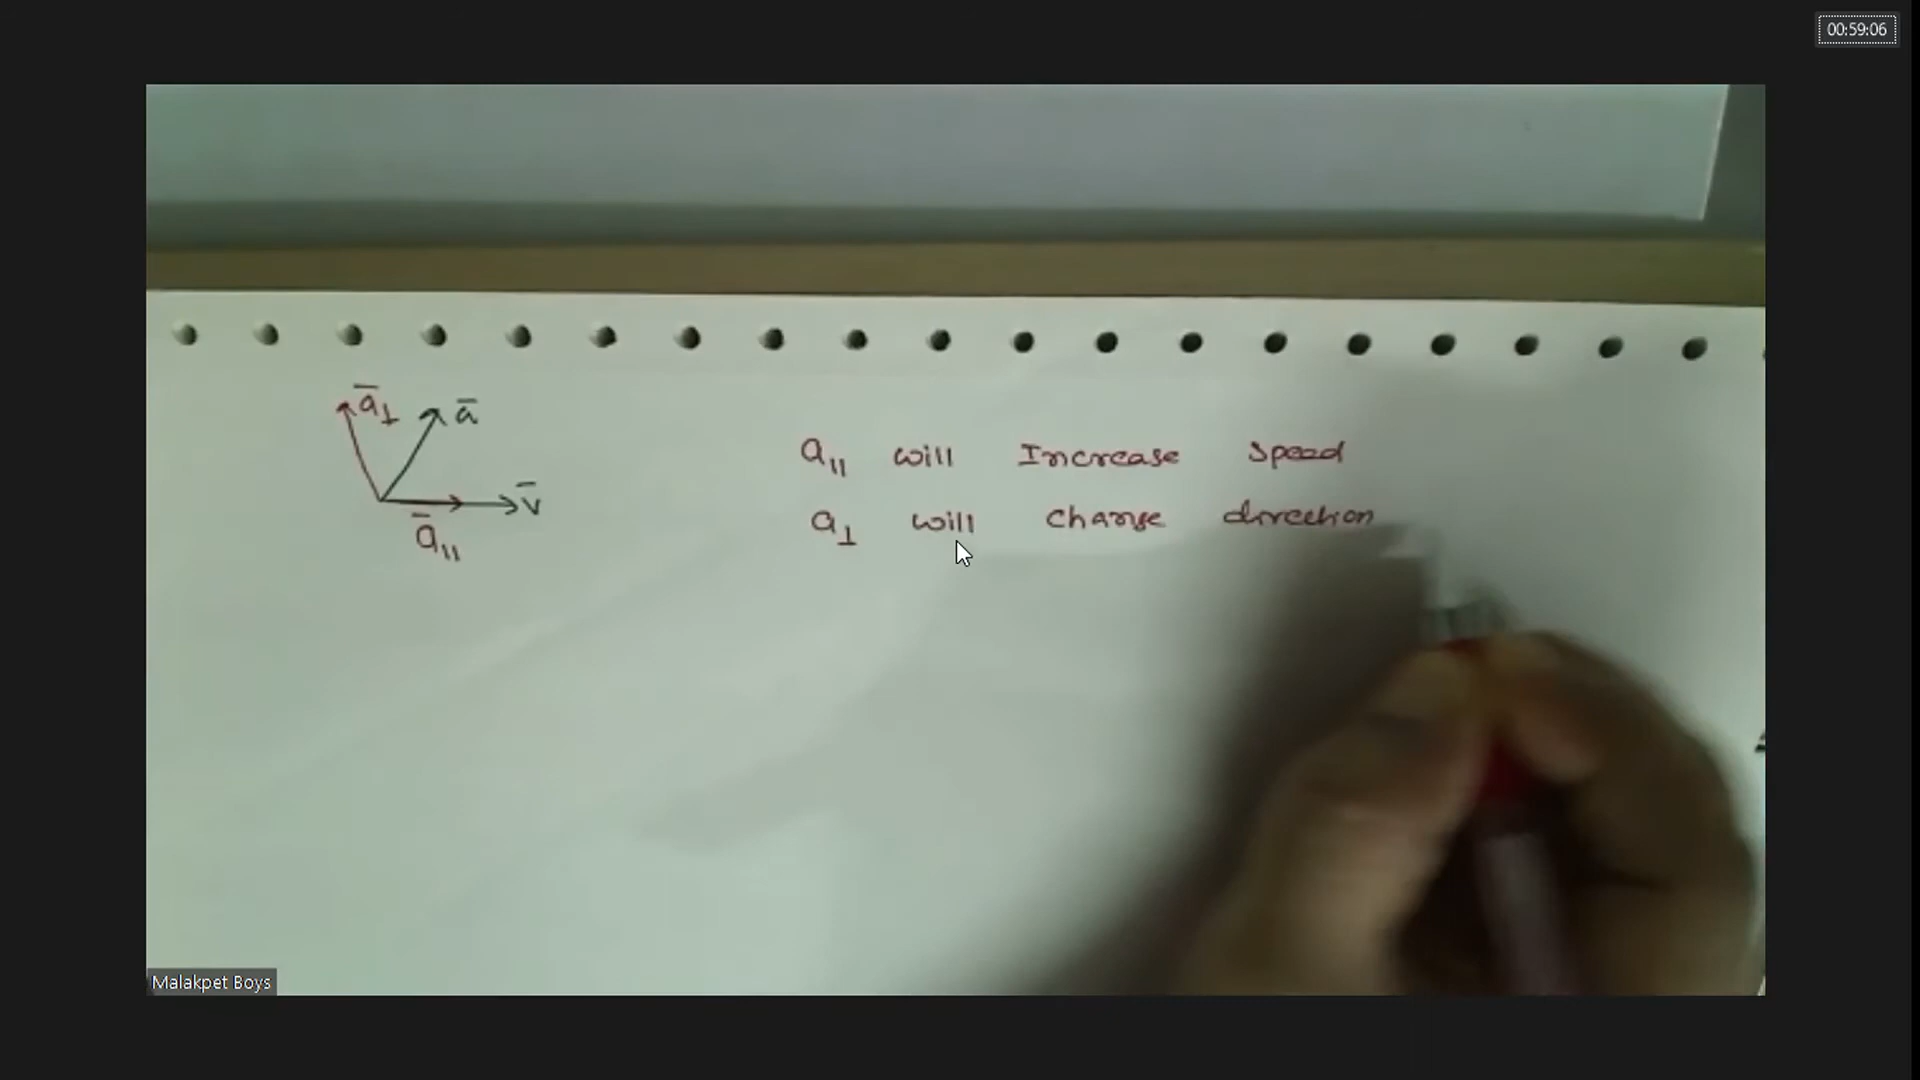 00:59:06
a̅⊥ a̅
v̅
a̅||
a|| will Increase Speed
a⊥ will change direction
Malakpet Boys